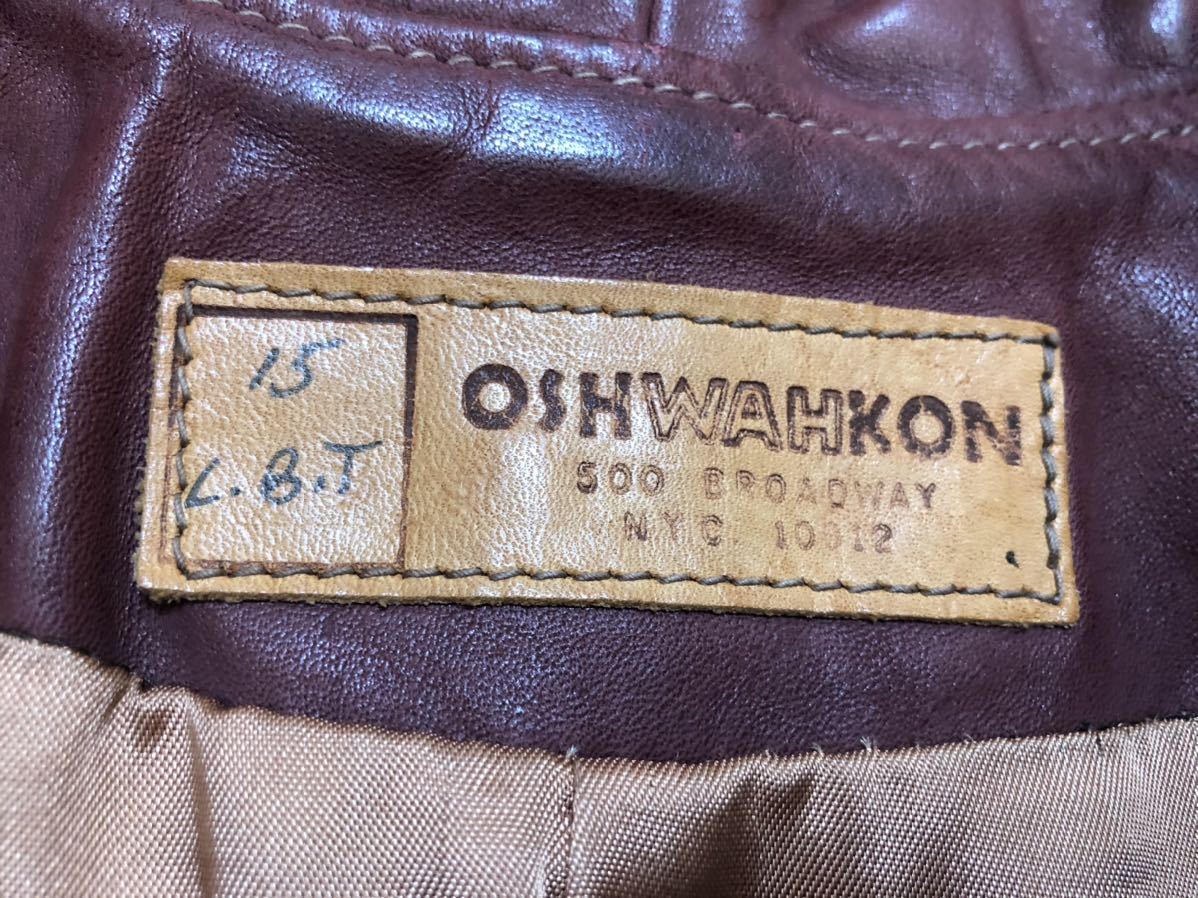 15
L.B.T
OSHWAHKON
500 BROADWAY
NYC. 10012